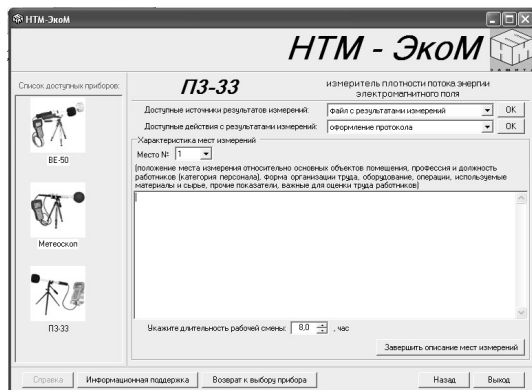 НТМ-ЭкоМ
НТМ - ЭкоМ
Список доступных приборов:
ВЕ-50
Метеоскоп
ПЗ-33
ПЗ-33
измеритель плотности потока энергии
электромагнитного поля
Доступные источники результатов измерений:
файл с результатами измерений
OK
Доступные действия с результатами измерений:
оформление протокола
OK
Характеристика мест измерений
Место № 1
(положение места измерения относительно основных объектов помещения, профессия и должность
работников (категория персонала), форма организации труда, оборудование, операции, используемые
материалы и сырье, прочие показатели, важные для оценки труда работников)
Укажите длительность рабочей смены: 8,0 , час
Завершить описание мест измерений
Справка
Информационная поддержка
Возврат к выбору прибора
Назад
Выход